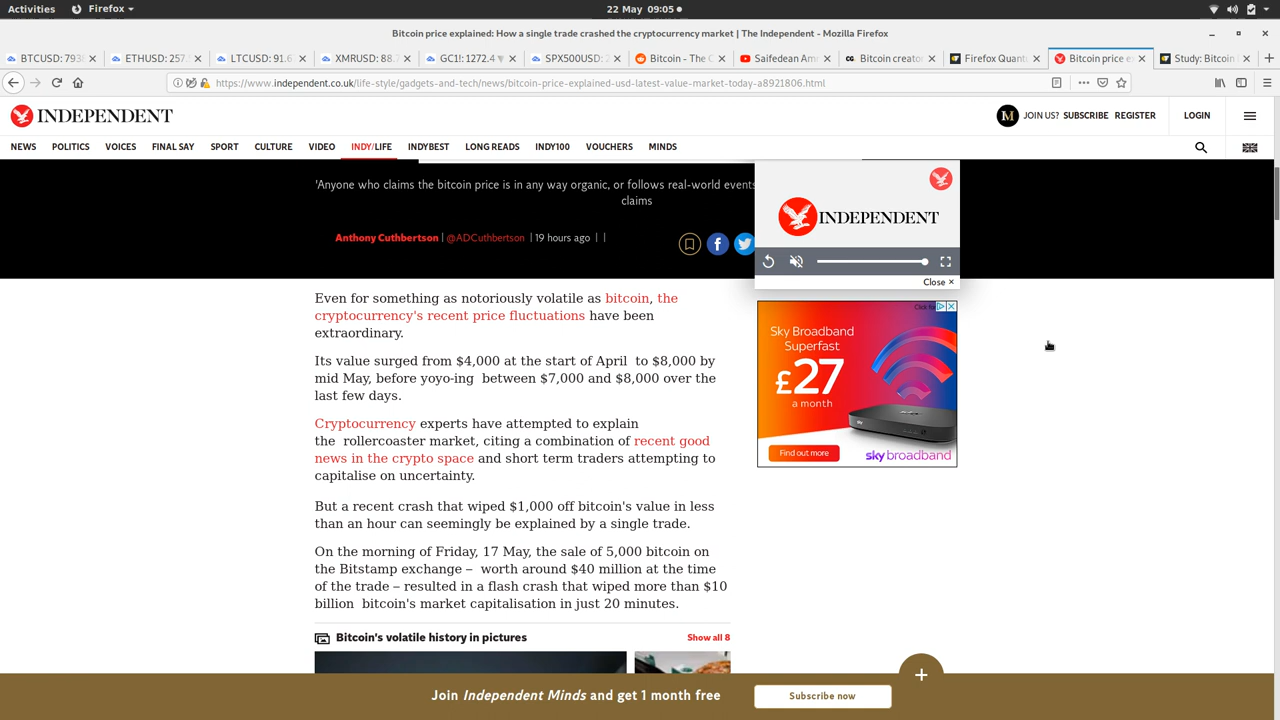 Activities
Firefox
22 May 09:05
Bitcoin price explained: How a single trade crashed the cryptocurrency market | The Independent - Mozilla Firefox
BTCUSD: 793
ETHUSD: 257.
LTCUSD: 91.6
XMRUSD: 88.
GC1!: 1272.4
SPX500USD: 2
Bitcoin - The C
Saifedean Am
Bitcoin creato
Firefox Quant
Bitcoin price e
Study: Bitcoin
https://www.independent.co.uk/life-style/gadgets-and-tech/news/bitcoin-price-explained-usd-latest-value-market-today-a8921806.html
INDEPENDENT
M JOIN US? SUBSCRIBE REGISTER
LOGIN
NEWS POLITICS VOICES FINAL SAY SPORT CULTURE VIDEO INDY/LIFE INDYBEST LONG READS INDY100 VOUCHERS MINDS
'Anyone who claims the bitcoin price is in any way organic, or follows real-world events
claims
Anthony Cuthbertson | @ADCuthbertson | 19 hours ago | |
INDEPENDENT
Close ×
Even for something as notoriously volatile as bitcoin, the
cryptocurrency's recent price fluctuations have been
extraordinary.
Its value surged from $4,000 at the start of April to $8,000 by
mid May, before yoyo-ing between $7,000 and $8,000 over the
last few days.
Cryptocurrency experts have attempted to explain
the rollercoaster market, citing a combination of recent good
news in the crypto space and short term traders attempting to
capitalise on uncertainty.
But a recent crash that wiped $1,000 off bitcoin's value in less
than an hour can seemingly be explained by a single trade.
On the morning of Friday, 17 May, the sale of 5,000 bitcoin on
the Bitstamp exchange – worth around $40 million at the time
of the trade – resulted in a flash crash that wiped more than $10
billion bitcoin's market capitalisation in just 20 minutes.
Sky Broadband
Superfast
£27
a month
Find out more
sky broadband
Bitcoin's volatile history in pictures
Show all 8
Join Independent Minds and get 1 month free
Subscribe now
+